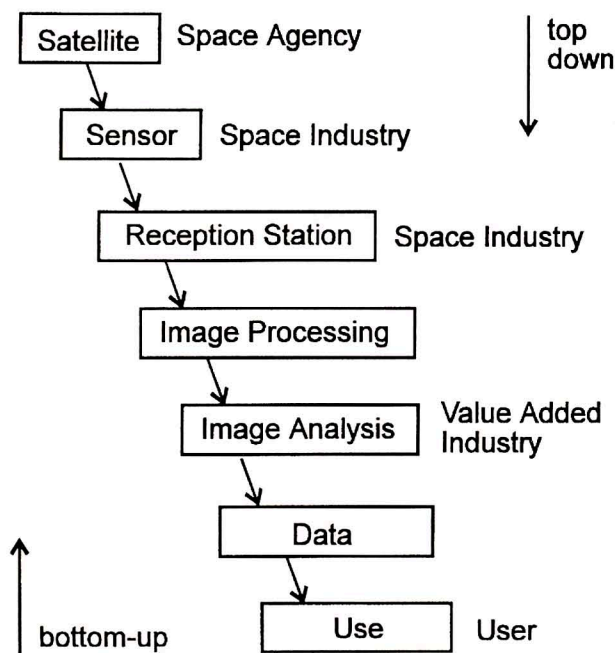 Satellite Space Agency
top
down
Sensor Space Industry
Reception Station Space Industry
Image Processing
Image Analysis
Value Added
Industry
Data
Use User
bottom-up